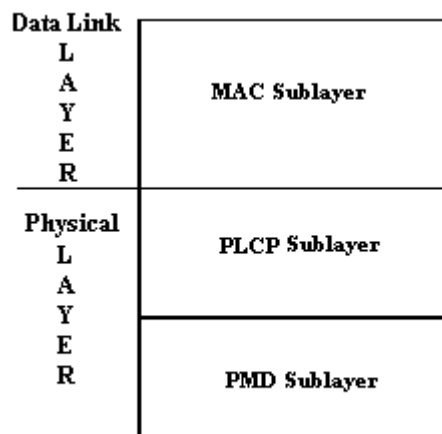 Data Link
L
A
Y
E
R
MAC Sublayer
Physical
L
A
Y
E
R
PLCP Sublayer
PMD Sublayer